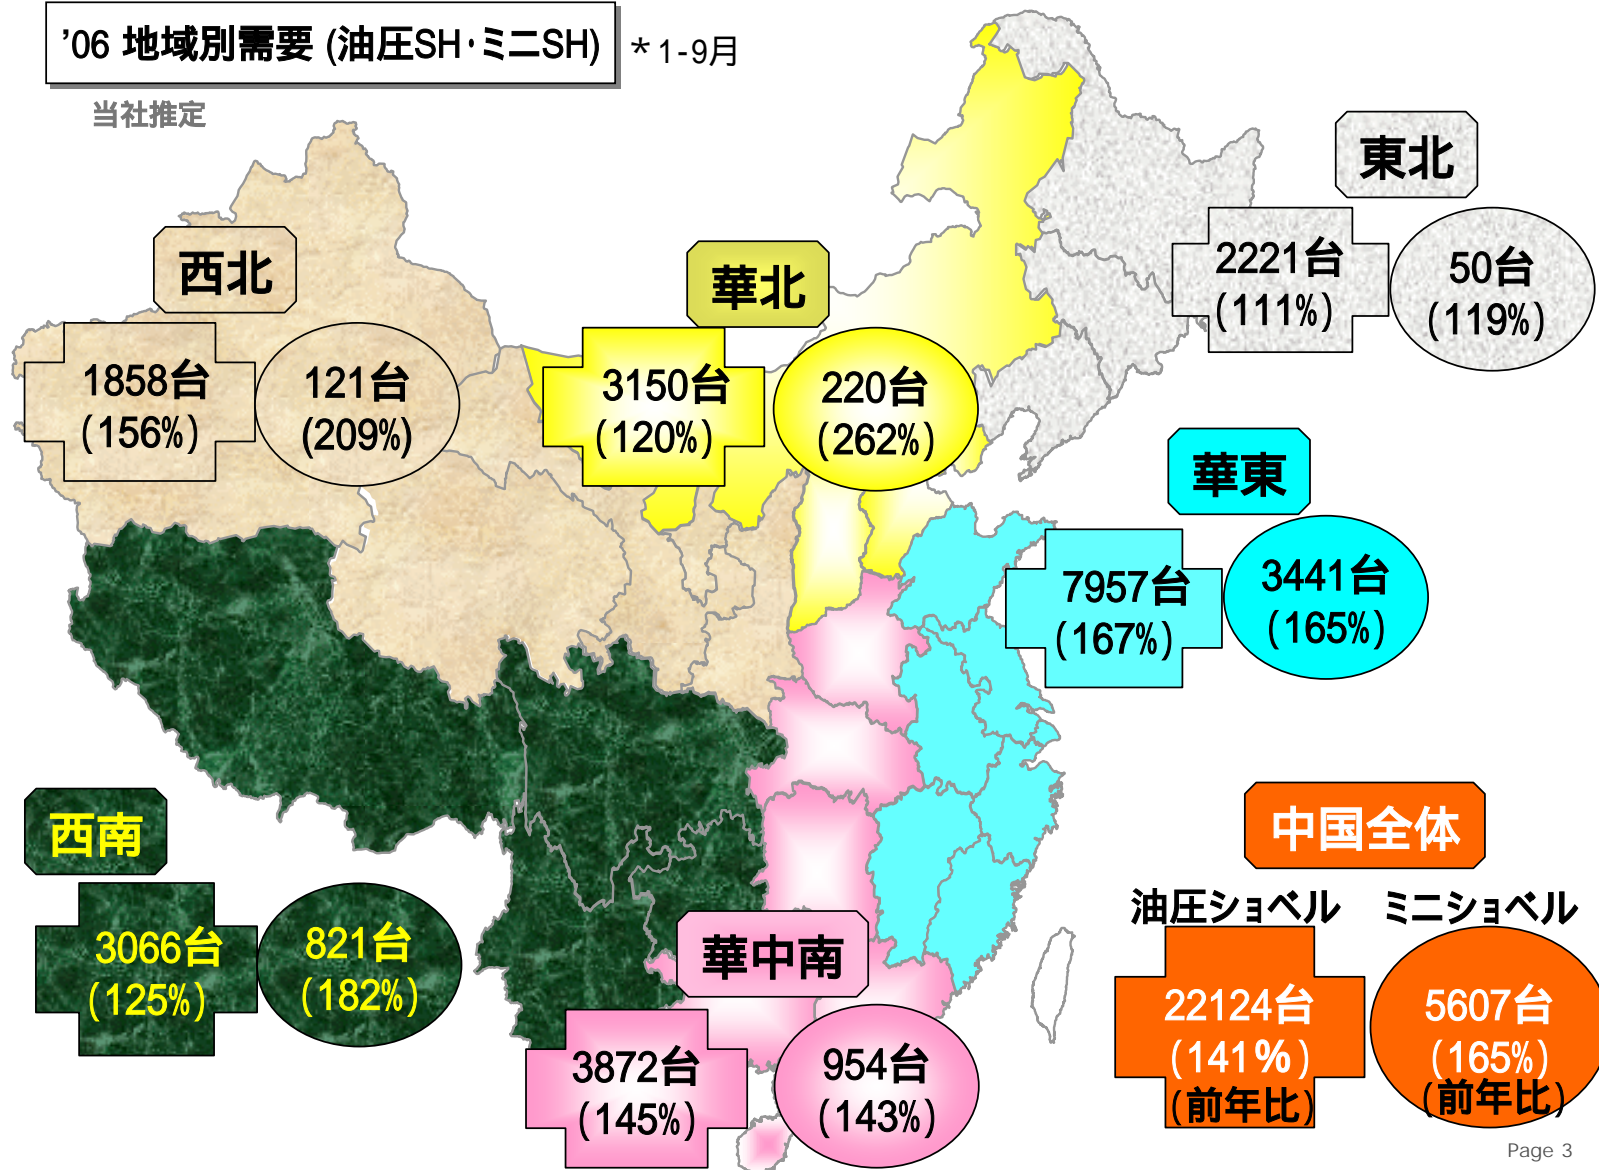 '06 地域別需要 (油圧SH・ミニSH)
＊1-9月
当社推定
東北
2221台
(111%)
50台
(119%)
西北
1858台
(156%)
121台
(209%)
華北
3150台
(120%)
220台
(262%)
華東
7957台
(167%)
3441台
(165%)
西南
3066台
(125%)
821台
(182%)
華中南
3872台
(145%)
954台
(143%)
中国全体
油圧ショベル
ミニショベル
22124台
(141%)
(前年比)
5607台
(165%)
(前年比)
Page 3